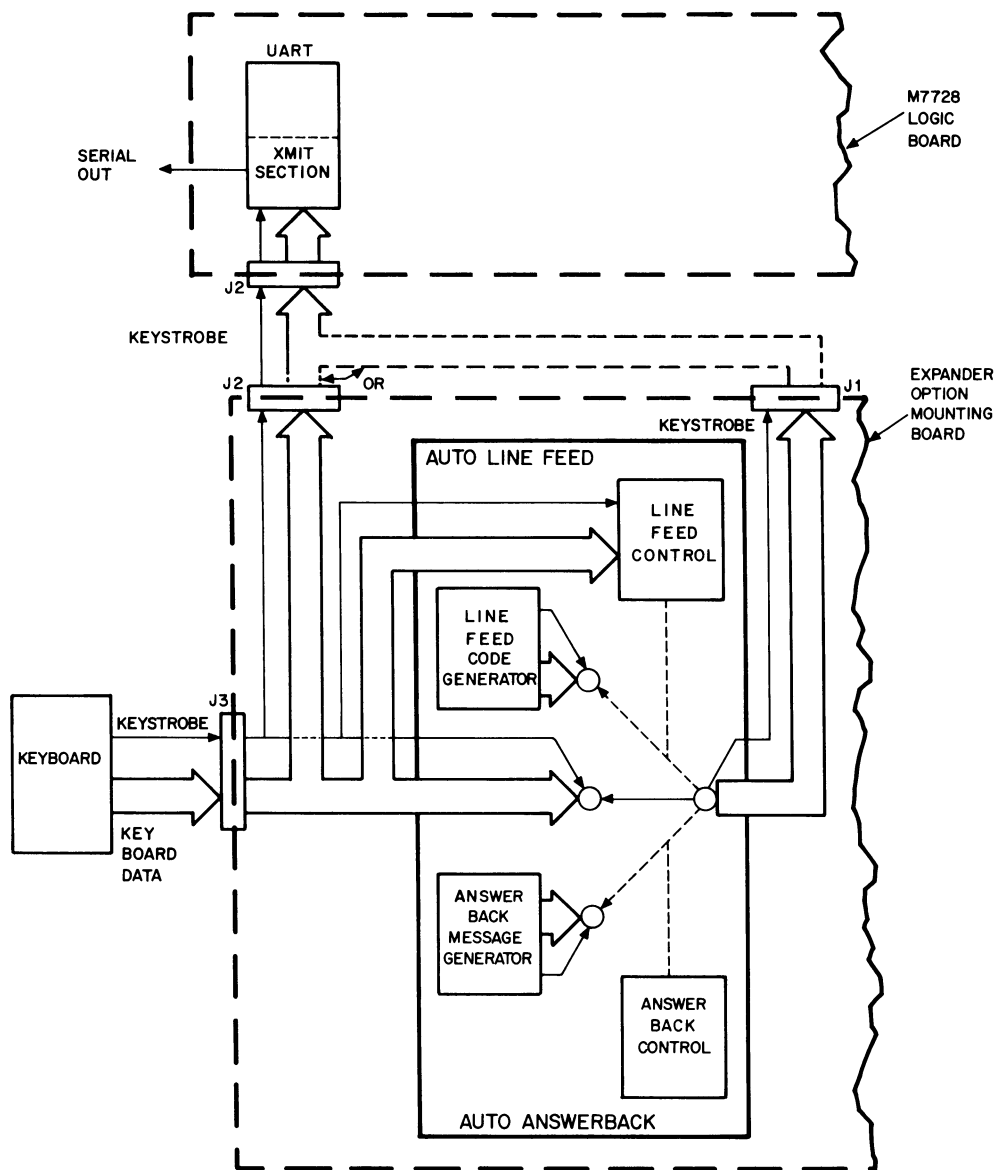 UART
XMIT
SECTION
SERIAL
OUT
M7728
LOGIC
BOARD
J2
KEYSTROBE
J2
OR
J1
EXPANDER
OPTION
MOUNTING
BOARD
KEYSTROBE
AUTO LINE FEED
LINE
FEED
CONTROL
LINE
FEED
CODE
GENERATOR
J3
KEYSTROBE
KEYBOARD
KEY
BOARD
DATA
ANSWER
BACK
MESSAGE
GENERATOR
ANSWER
BACK
CONTROL
AUTO ANSWERBACK